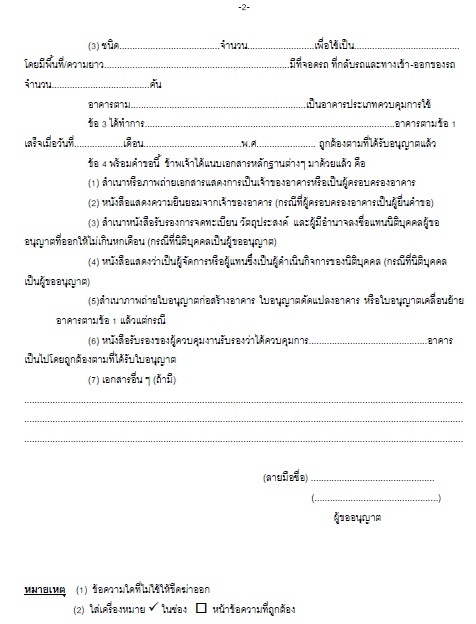 -2-
(3) ชนิด........................................จำนวน...........................เพื่อใช้เป็น..........................................
โดยมีพื้นที่/ความยาว..........................................................................มีที่จอดรถ ที่กลับรถและทางเข้า-ออกของรถ
จำนวน.......................................คัน
อาคารตาม......................................................................เป็นอาคารประเภทควบคุมการใช้
ข้อ 3 ได้ทำการ....................................................................................................อาคารตามข้อ 1
เสร็จเมื่อวันที่....................เดือน.......................................พ.ศ........................ ถูกต้องตามที่ได้รับอนุญาตแล้ว
ข้อ 4 พร้อมคำขอนี้ ข้าพเจ้าได้แนบเอกสารหลักฐานต่างๆ มาด้วยแล้ว คือ
(1) สำเนาหรือภาพถ่ายเอกสารแสดงการเป็นเจ้าของอาคารหรือเป็นผู้ครอบครองอาคาร
(2) หนังสือแสดงความยินยอมจากเจ้าของอาคาร (กรณีที่ผู้ครอบครองอาคารเป็นผู้ยื่นคำขอ)
(3) สำเนาหนังสือรับรองการจดทะเบียน วัตถุประสงค์ และผู้มีอำนาจลงชื่อแทนนิติบุคคลผู้ขอ
อนุญาตที่ออกให้ไม่เกินหกเดือน (กรณีที่นิติบุคคลเป็นผู้ขออนุญาต)
(4) หนังสือแสดงว่าเป็นผู้จัดการหรือผู้แทนซึ่งเป็นผู้ดำเนินกิจการของนิติบุคคล (กรณีที่นิติบุคคล
เป็นผู้ขออนุญาต)
(5)สำเนาภาพถ่ายใบอนุญาตก่อสร้างอาคาร ใบอนุญาตดัดแปลงอาคาร หรือใบอนุญาตเคลื่อนย้าย
อาคารตามข้อ 1 แล้วแต่กรณี
(6) หนังสือรับรองของผู้ควบคุมงานรับรองว่าได้ควบคุมการ................................................อาคาร
เป็นไปโดยถูกต้องตามที่ได้รับใบอนุญาต
(7) เอกสารอื่น ๆ (ถ้ามี)
................................................................................................................................................................
................................................................................................................................................................
................................................................................................................................................................
(ลายมือชื่อ) ..................................................
(..................................................)
ผู้ขออนุญาต
หมายเหตุ (1) ข้อความใดที่ไม่ใช้ให้ขีดฆ่าออก
(2) ใส่เครื่องหมาย ✓ ในช่อง ☐ หน้าข้อความที่ถูกต้อง